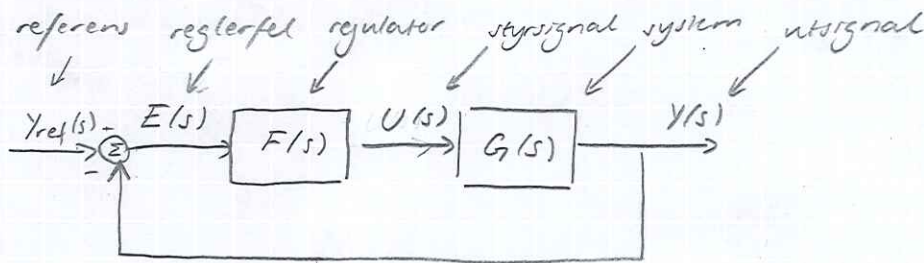 referens reglerfel regulator styrsignal system utsignal
Yref(s) E(s) F(s) U(s) G(s) Y(s)
Σ
-